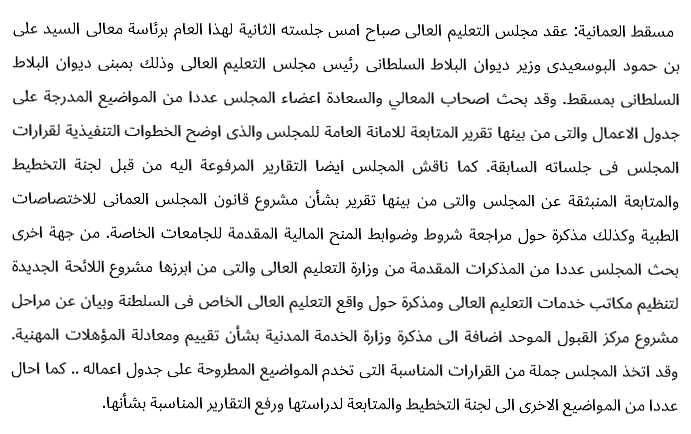 مسقط العمانية: عقد مجلس التعليم العالى صباح امس جلسته الثانية لهذا العام برئاسة معالى السيد على
بن حمود البوسعيدى وزير ديوان البلاط السلطانى رئيس مجلس التعليم العالى وذلك بمبنى ديوان البلاط
السلطانى بمسقط. وقد بحث اصحاب المعالي والسعادة اعضاء المجلس عددا من المواضيع المدرجة على
جدول الاعمال والتى من بينها تقرير المتابعة للامانة العامة للمجلس والذى اوضح الخطوات التنفيذية لقرارات
المجلس فى جلساته السابقة. كما ناقش المجلس ايضا التقارير المرفوعة اليه من قبل لجنة التخطيط
والمتابعة المنبثقة عن المجلس والتى من بينها تقرير بشأن مشروع قانون المجلس العمانى للاختصاصات
الطبية وكذلك مذكرة حول مراجعة شروط وضوابط المنح المالية المقدمة للجامعات الخاصة. من جهة اخرى
بحث المجلس عددا من المذكرات المقدمة من وزارة التعليم العالى والتى من ابرزها مشروع اللائحة الجديدة
لتنظيم مكاتب خدمات التعليم العالى ومذكرة حول واقع التعليم العالى الخاص فى السلطنة وبيان عن مراحل
مشروع مركز القبول الموحد اضافة الى مذكرة وزارة الخدمة المدنية بشأن تقييم ومعادلة المؤهلات المهنية.
وقد اتخذ المجلس جملة من القرارات المناسبة التى تخدم المواضيع المطروحة على جدول اعماله .. كما احال
عددا من المواضيع الاخرى الى لجنة التخطيط والمتابعة لدراستها ورفع التقارير المناسبة بشأنها.